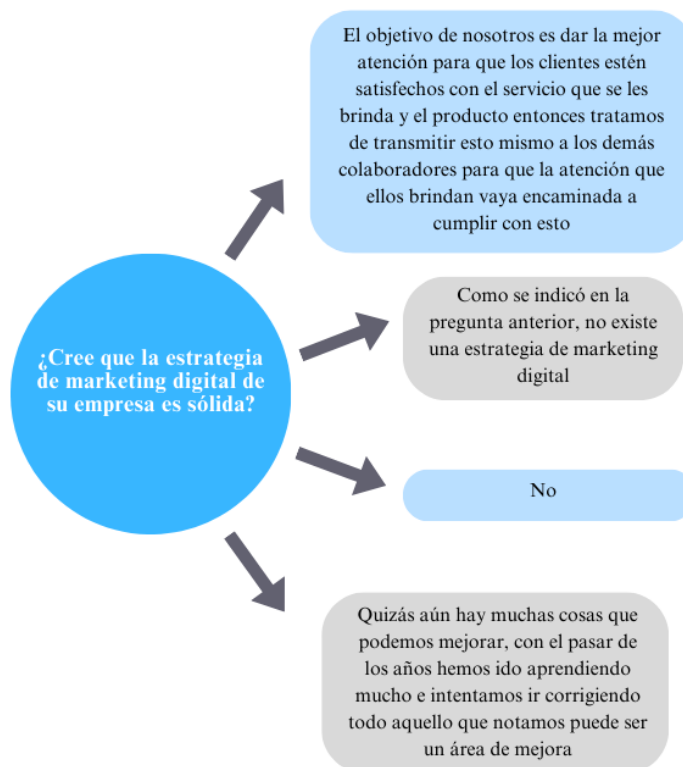 El objetivo de nosotros es dar la mejor
atención para que los clientes estén
satisfechos con el servicio que se les
brinda y el producto entonces tratamos
de transmitir esto mismo a los demás
colaboradores para que la atención que
ellos brindan vaya encaminada a
cumplir con esto
¿Cree que la estrategia
de marketing digital de
su empresa es sólida?
Como se indicó en la
pregunta anterior, no existe
una estrategia de marketing
digital
No
Quizás aún hay muchas cosas que
podemos mejorar, con el pasar de
los años hemos ido aprendiendo
mucho e intentamos ir corrigiendo
todo aquello que notamos puede ser
un área de mejora